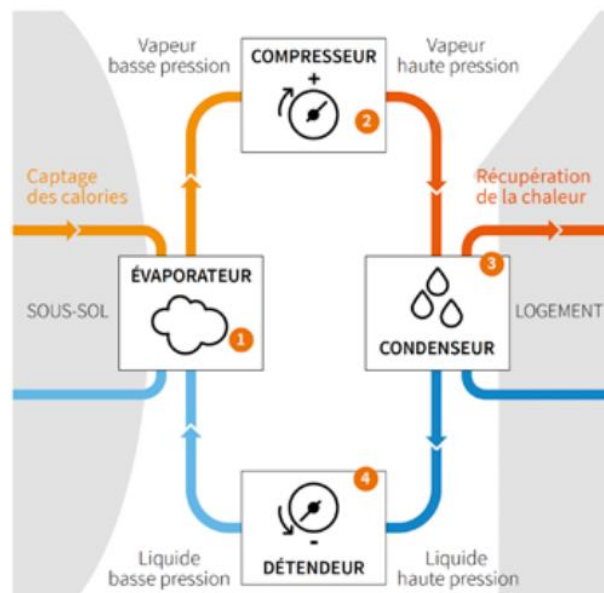 Vapeur
basse pression
COMPRESSEUR
+
2
Vapeur
haute pression
Captage
des calories
Récupération
de la chaleur
ÉVAPORATEUR
1
SOUS-SOL
3
CONDENSEUR
LOGEMENT
4
-
DÉTENDEUR
Liquide
basse pression
Liquide
haute pression